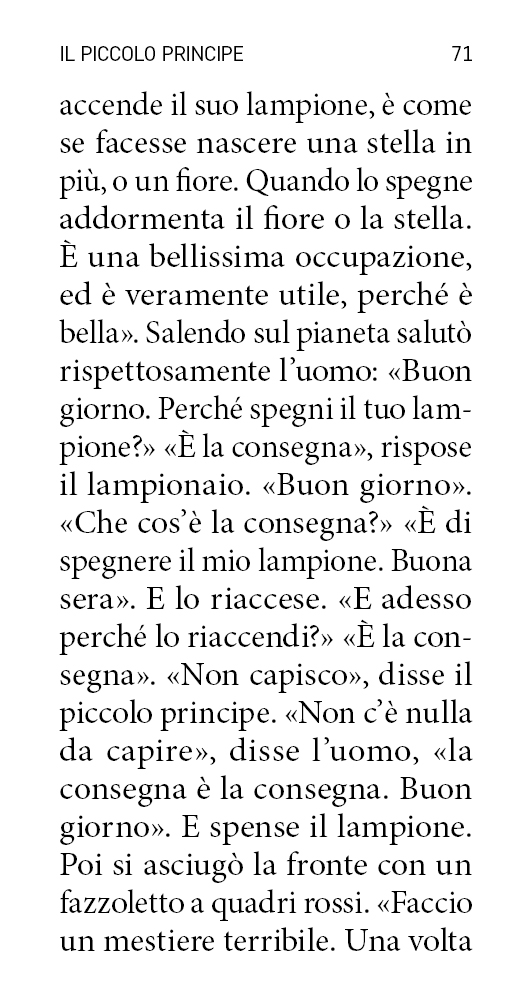 IL PICCOLO PRINCIPE 71
accende il suo lampione, è come
se facesse nascere una stella in
più, o un fiore. Quando lo spegne
addormenta il fiore o la stella.
È una bellissima occupazione,
ed è veramente utile, perché è
bella». Salendo sul pianeta salutò
rispettosamente l’uomo: «Buon
giorno. Perché spegni il tuo lam-
pione?» «È la consegna», rispose
il lampionaio. «Buon giorno».
«Che cos’è la consegna?» «È di
spegnere il mio lampione. Buona
sera». E lo riaccese. «E adesso
perché lo riaccendi?» «È la con-
segna». «Non capisco», disse il
piccolo principe. «Non c’è nulla
da capire», disse l’uomo, «la
consegna è la consegna. Buon
giorno». E spense il lampione.
Poi si asciugò la fronte con un
fazzoletto a quadri rossi. «Faccio
un mestiere terribile. Una volta